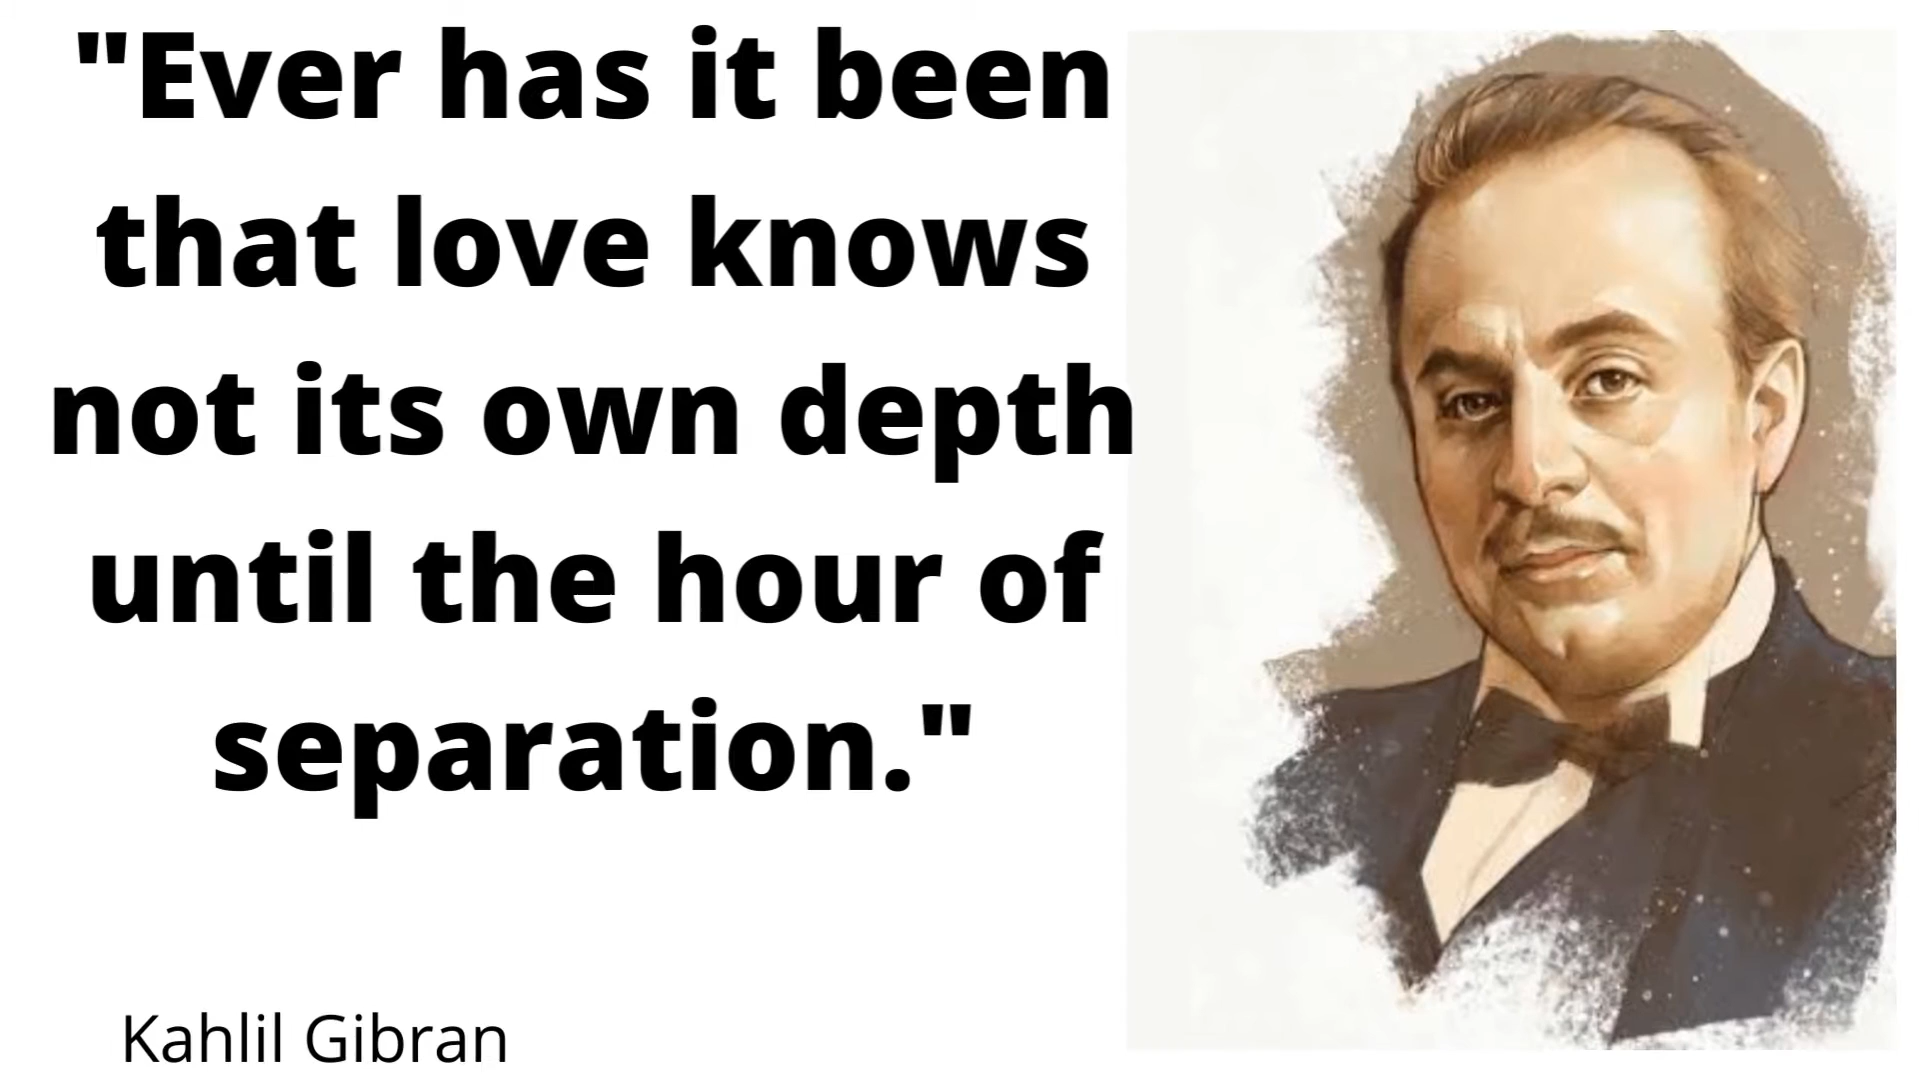 "Ever has it been
that love knows
not its own depth
until the hour of
separation."
Kahlil Gibran